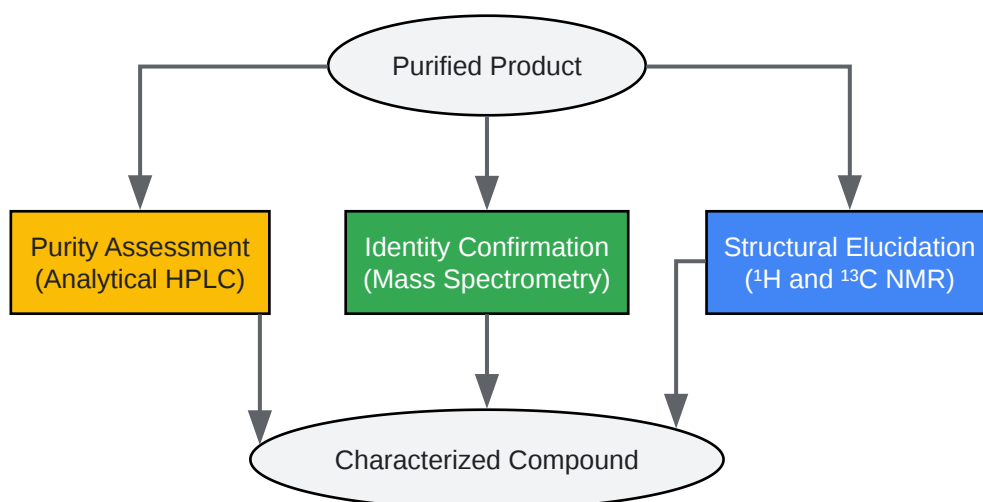 Purified Product
Purity Assessment
(Analytical HPLC)
Identity Confirmation
(Mass Spectrometry)
Structural Elucidation
(¹H and ¹³C NMR)
Characterized Compound